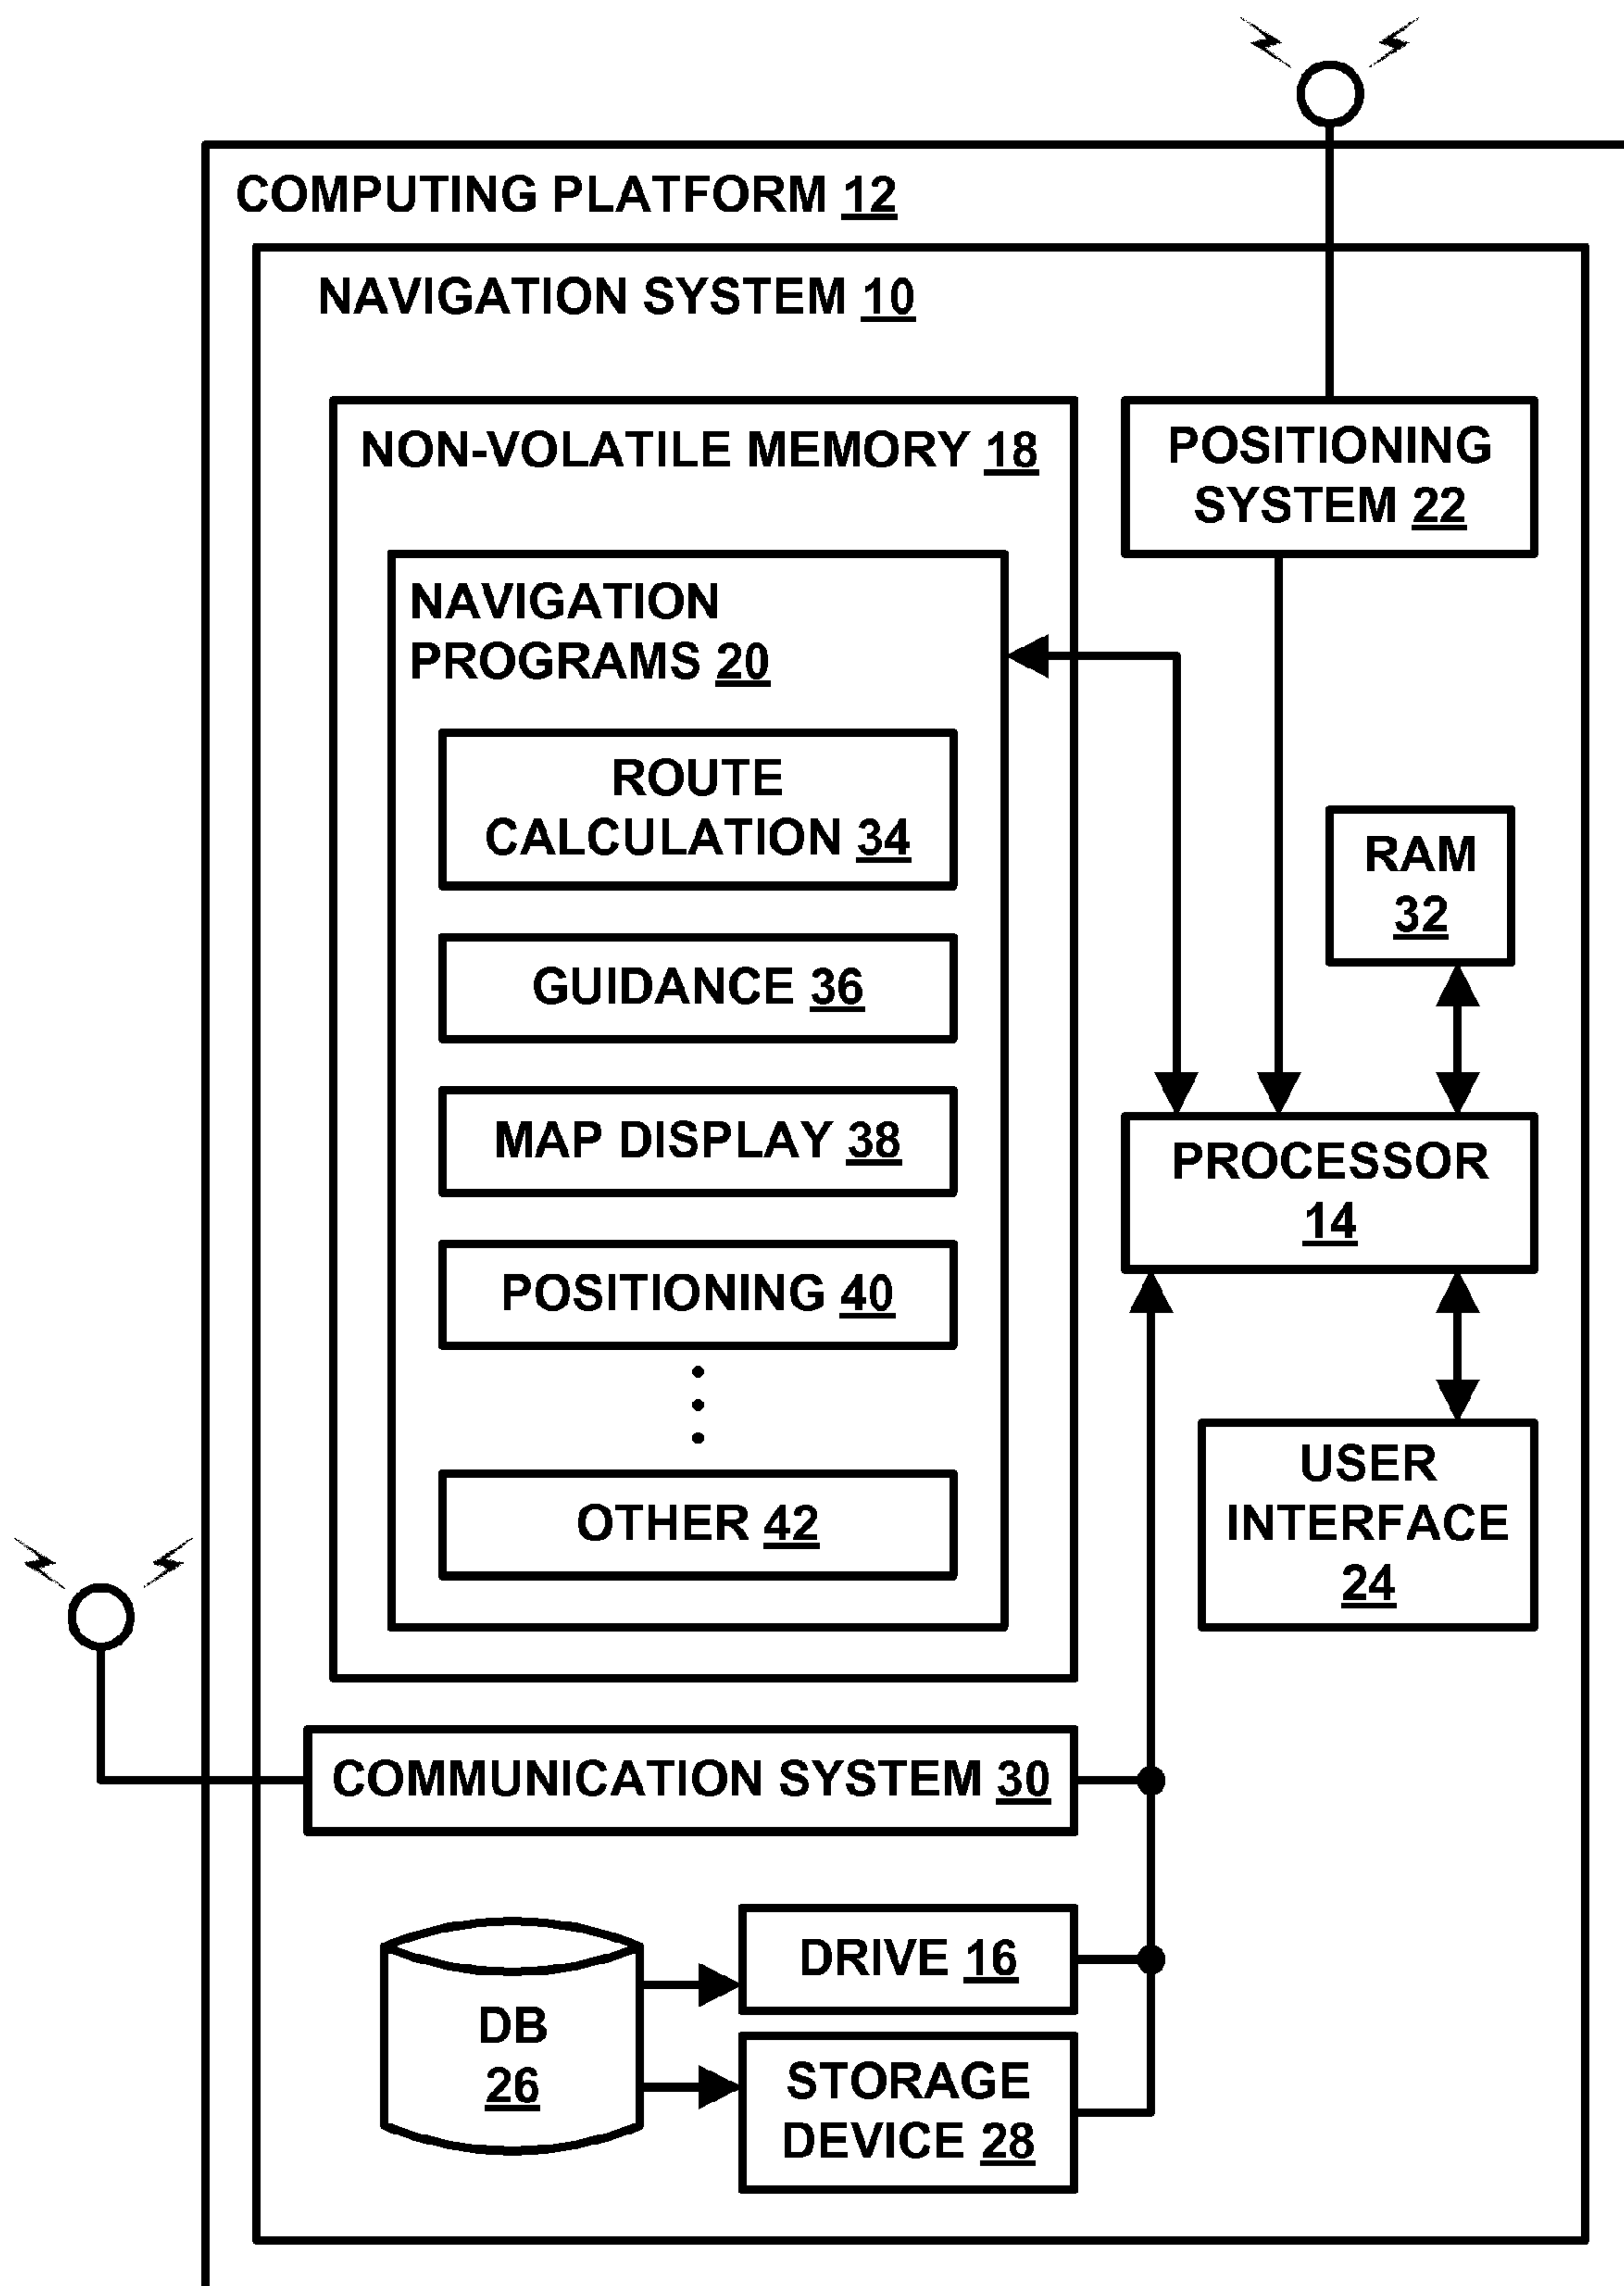 COMPUTING PLATFORM 12
NAVIGATION SYSTEM 10
NON-VOLATILE MEMORY 18
NAVIGATION
PROGRAMS 20
ROUTE
CALCULATION 34
GUIDANCE 36
MAP DISPLAY 38
POSITIONING 40
OTHER 42
POSITIONING
SYSTEM 22
RAM
32
PROCESSOR
14
USER
INTERFACE
24
COMMUNICATION SYSTEM 30
DB
26
DRIVE 16
STORAGE
DEVICE 28